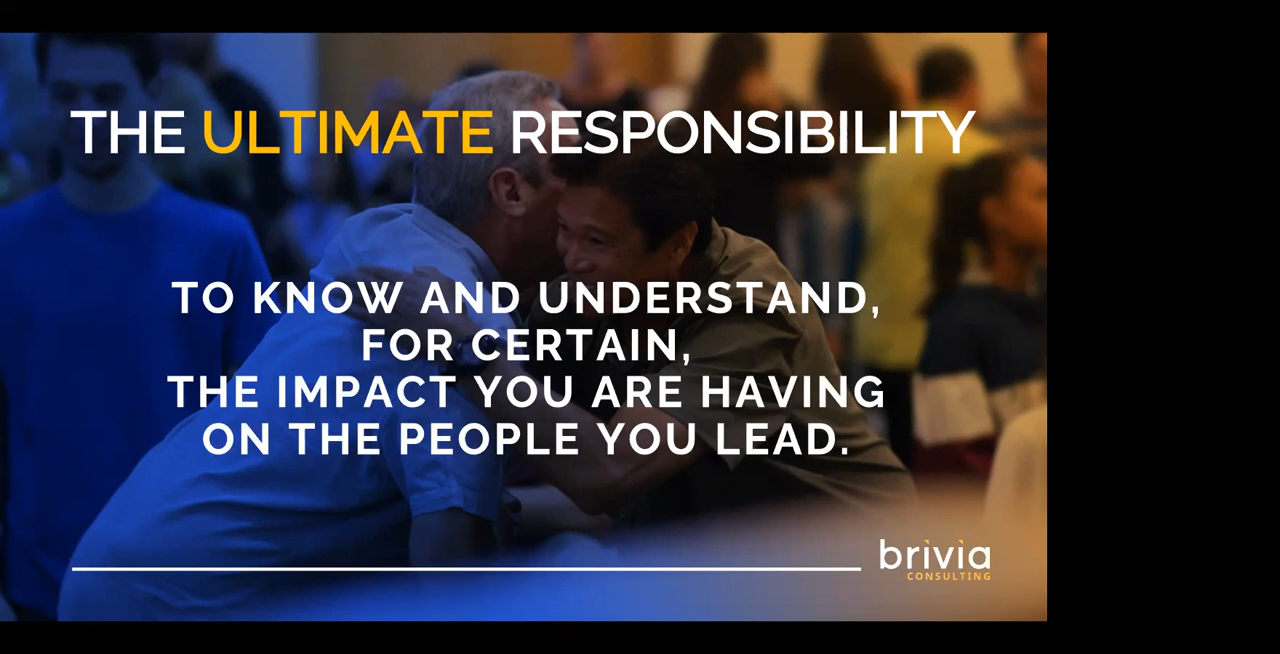 THE ULTIMATE RESPONSIBILITY
TO KNOW AND UNDERSTAND,
FOR CERTAIN,
THE IMPACT YOU ARE HAVING
ON THE PEOPLE YOU LEAD.
brivia
CONSULTING